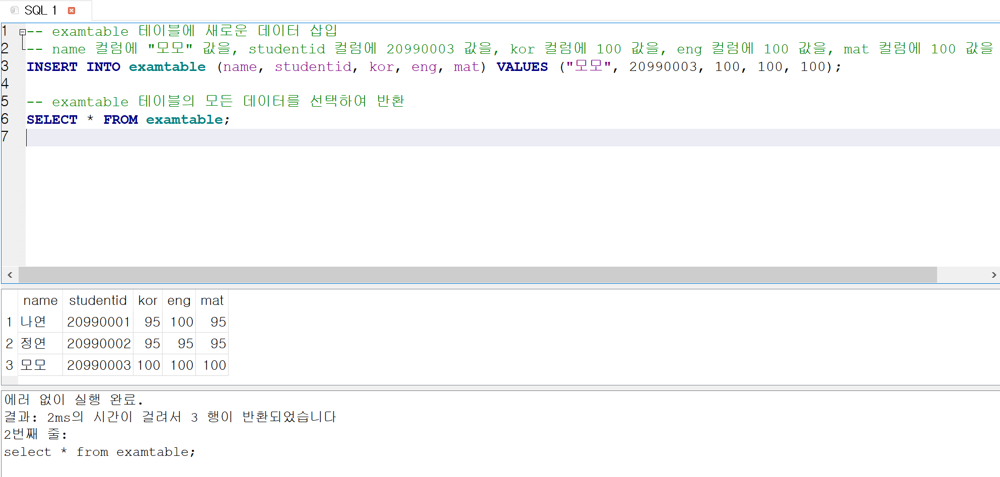 SQL 1
1 -- examtable 테이블에 새로운 데이터 삽입
2 -- name 컬럼에 "모모" 값을, studentid 컬럼에 20990003 값을, kor 컬럼에 100 값을, eng 컬럼에 100 값을, mat 컬럼에 100 값을
3 INSERT INTO examtable (name, studentid, kor, eng, mat) VALUES ("모모", 20990003, 100, 100, 100);
4
5 -- examtable 테이블의 모든 데이터를 선택하여 반환
6 SELECT * FROM examtable;
7
name studentid kor eng mat
1 나연 20990001 95 100 95
2 정연 20990002 95 95 95
3 모모 20990003 100 100 100
에러 없이 실행 완료.
결과: 2ms의 시간이 걸려서 3 행이 반환되었습니다
2번째 줄:
select * from examtable;